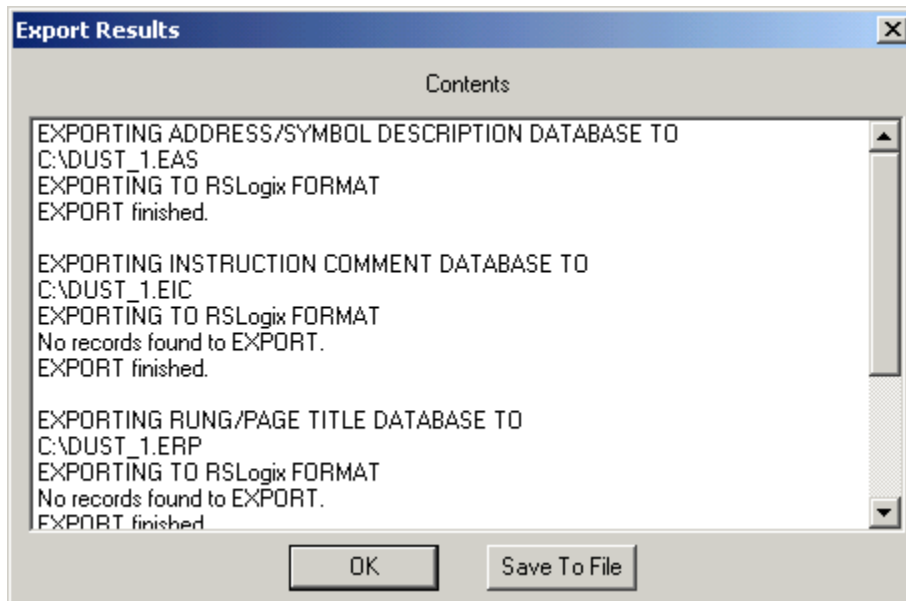 Export Results
Contents
EXPORTING ADDRESS/SYMBOL DESCRIPTION DATABASE TO
C:\DUST_1.EAS
EXPORTING TO RSLogix FORMAT
EXPORT finished.
EXPORTING INSTRUCTION COMMENT DATABASE TO
C:\DUST_1.EIC
EXPORTING TO RSLogix FORMAT
No records found to EXPORT.
EXPORT finished.
EXPORTING RUNG/PAGE TITLE DATABASE TO
C:\DUST_1.ERP
EXPORTING TO RSLogix FORMAT
No records found to EXPORT.
EXPORT finished
OK
Save To File